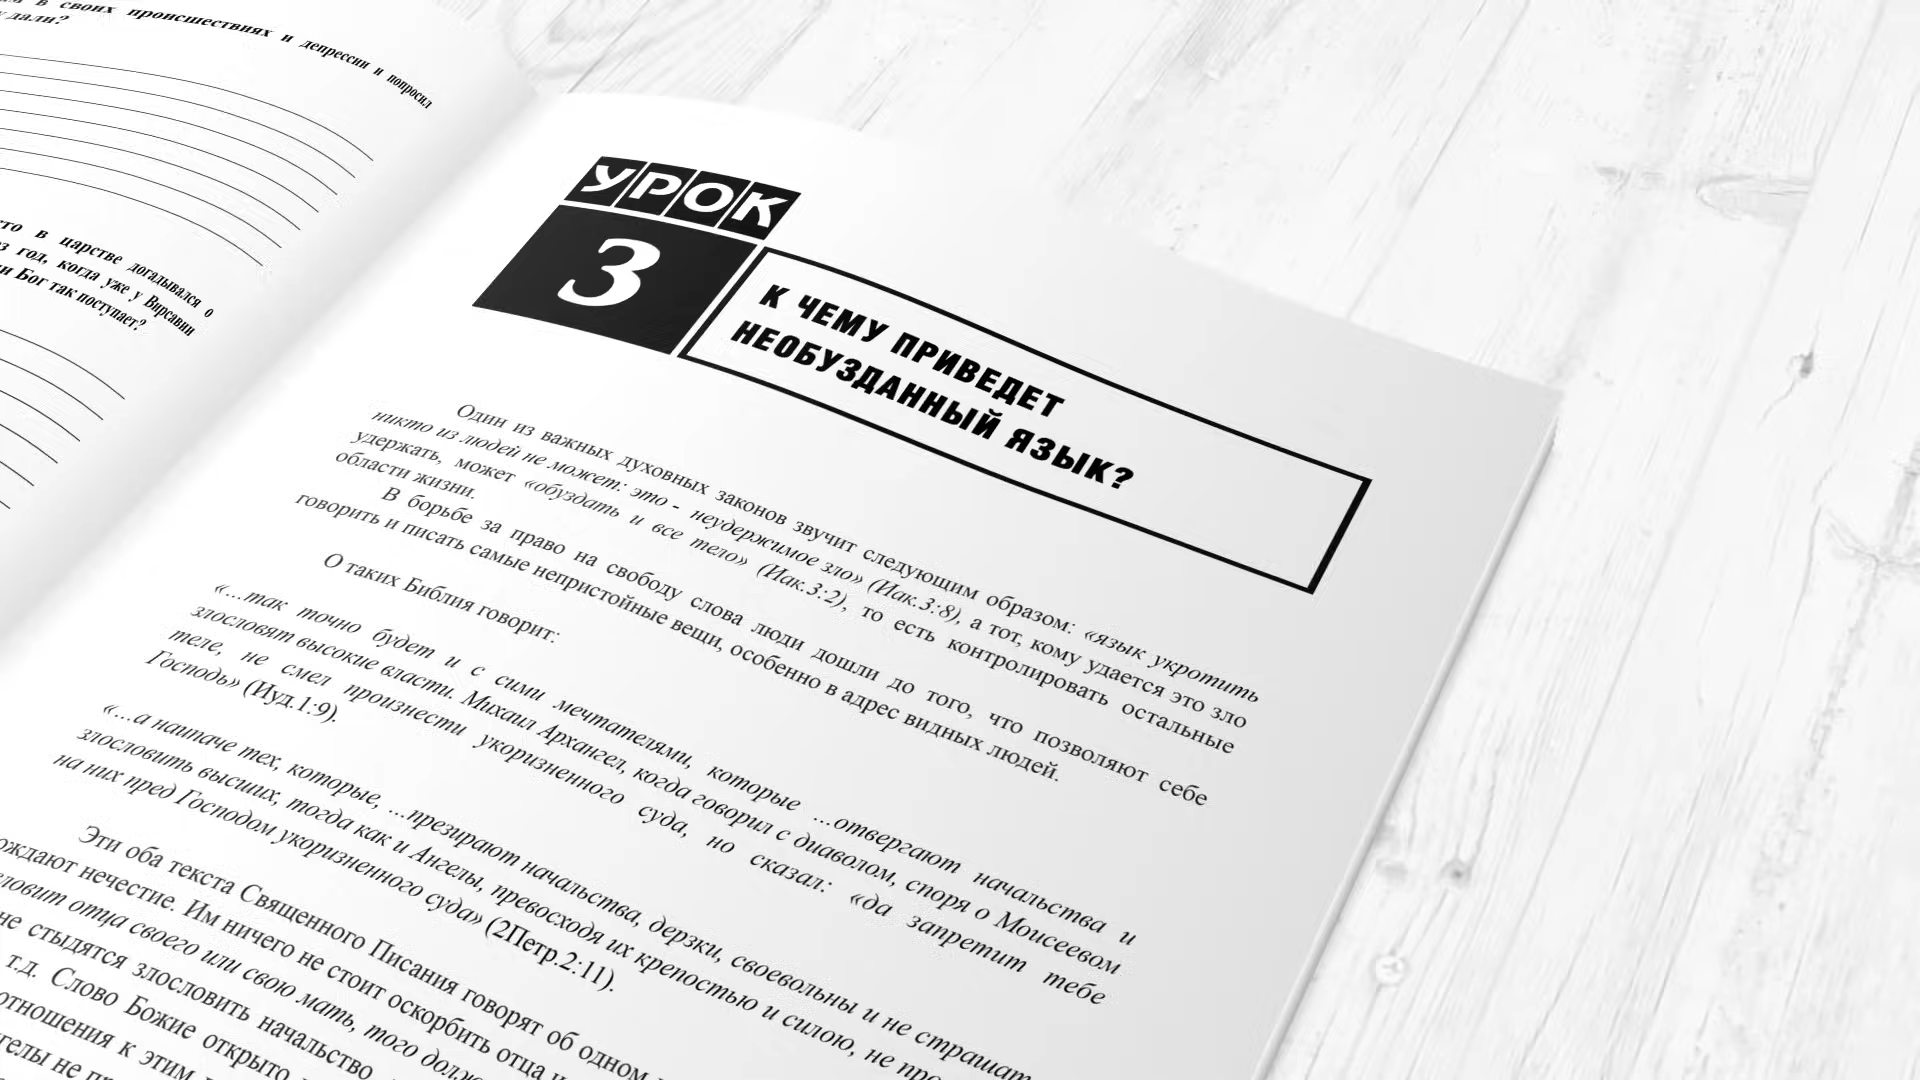 в своих происшествиях и депрессии и попросил
дали?
в царстве догадывался о
год, когда уже у Вирсавии
Бог так поступает?
УРОК
3
К ЧЕМУ ПРИВЕДЕТ
НЕОБУЗДАННЫЙ ЯЗЫК?
Один из важных духовных законов звучит следующим образом: «язык укротить
никто из людей не может: это - неудержимое зло» (Иак.3:8), а тот, кому удается это зло
удержать, может «обуздать и все тело» (Иак.3:2), то есть контролировать остальные
области жизни.
В борьбе за право на свободу слова люди дошли до того, что позволяют себе
говорить и писать самые непристойные вещи, особенно в адрес видных людей.
О таких Библия говорит:
«...так точно будет и с сими мечтателями, которые ...отвергают начальства и
злословят высокие власти. Михаил Архангел, когда говорил с диаволом, споря о Моисеевом
теле, не смел произнести укоризненного суда, но сказал: «да запретит тебе
Господь» (Иуд.1:9).
«...а наипаче тех, которые, ...презирают начальства, дерзки, своевольны и не страшатся
злословить высших, тогда как и Ангелы, превосходя их крепостью и силою, не
на них пред Господом укоризненного суда» (2Петр.2:11).
Эти оба текста Священного Писания говорят об одном
нечестие. Им ничего не стоит оскорбить отца
отца своего или свою мать, того
не стыдятся злословить начальство
т.д. Слово Божие открыто
отношения к этим
не